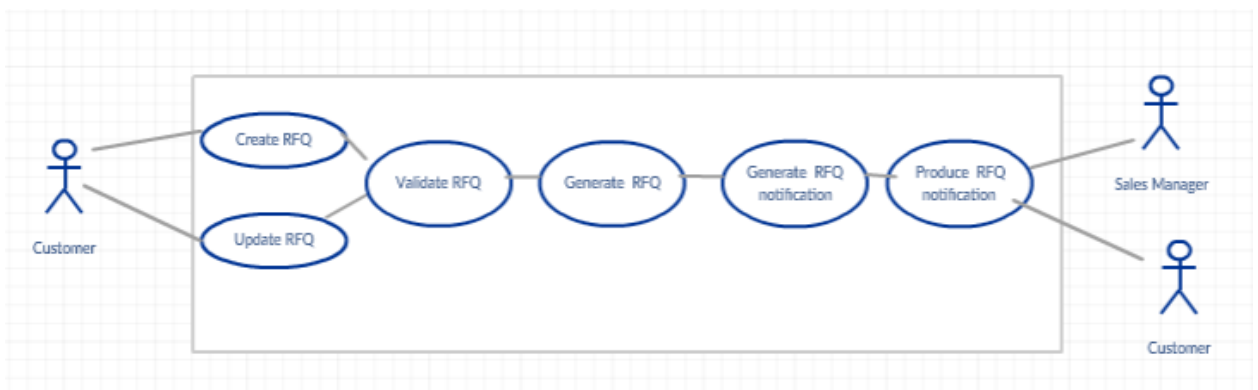 Create RFQ
Validate RFQ
Generate RFQ
Generate RFQ
notification
Produce RFQ
notification
Sales Manager
Update RFQ
Customer
Customer